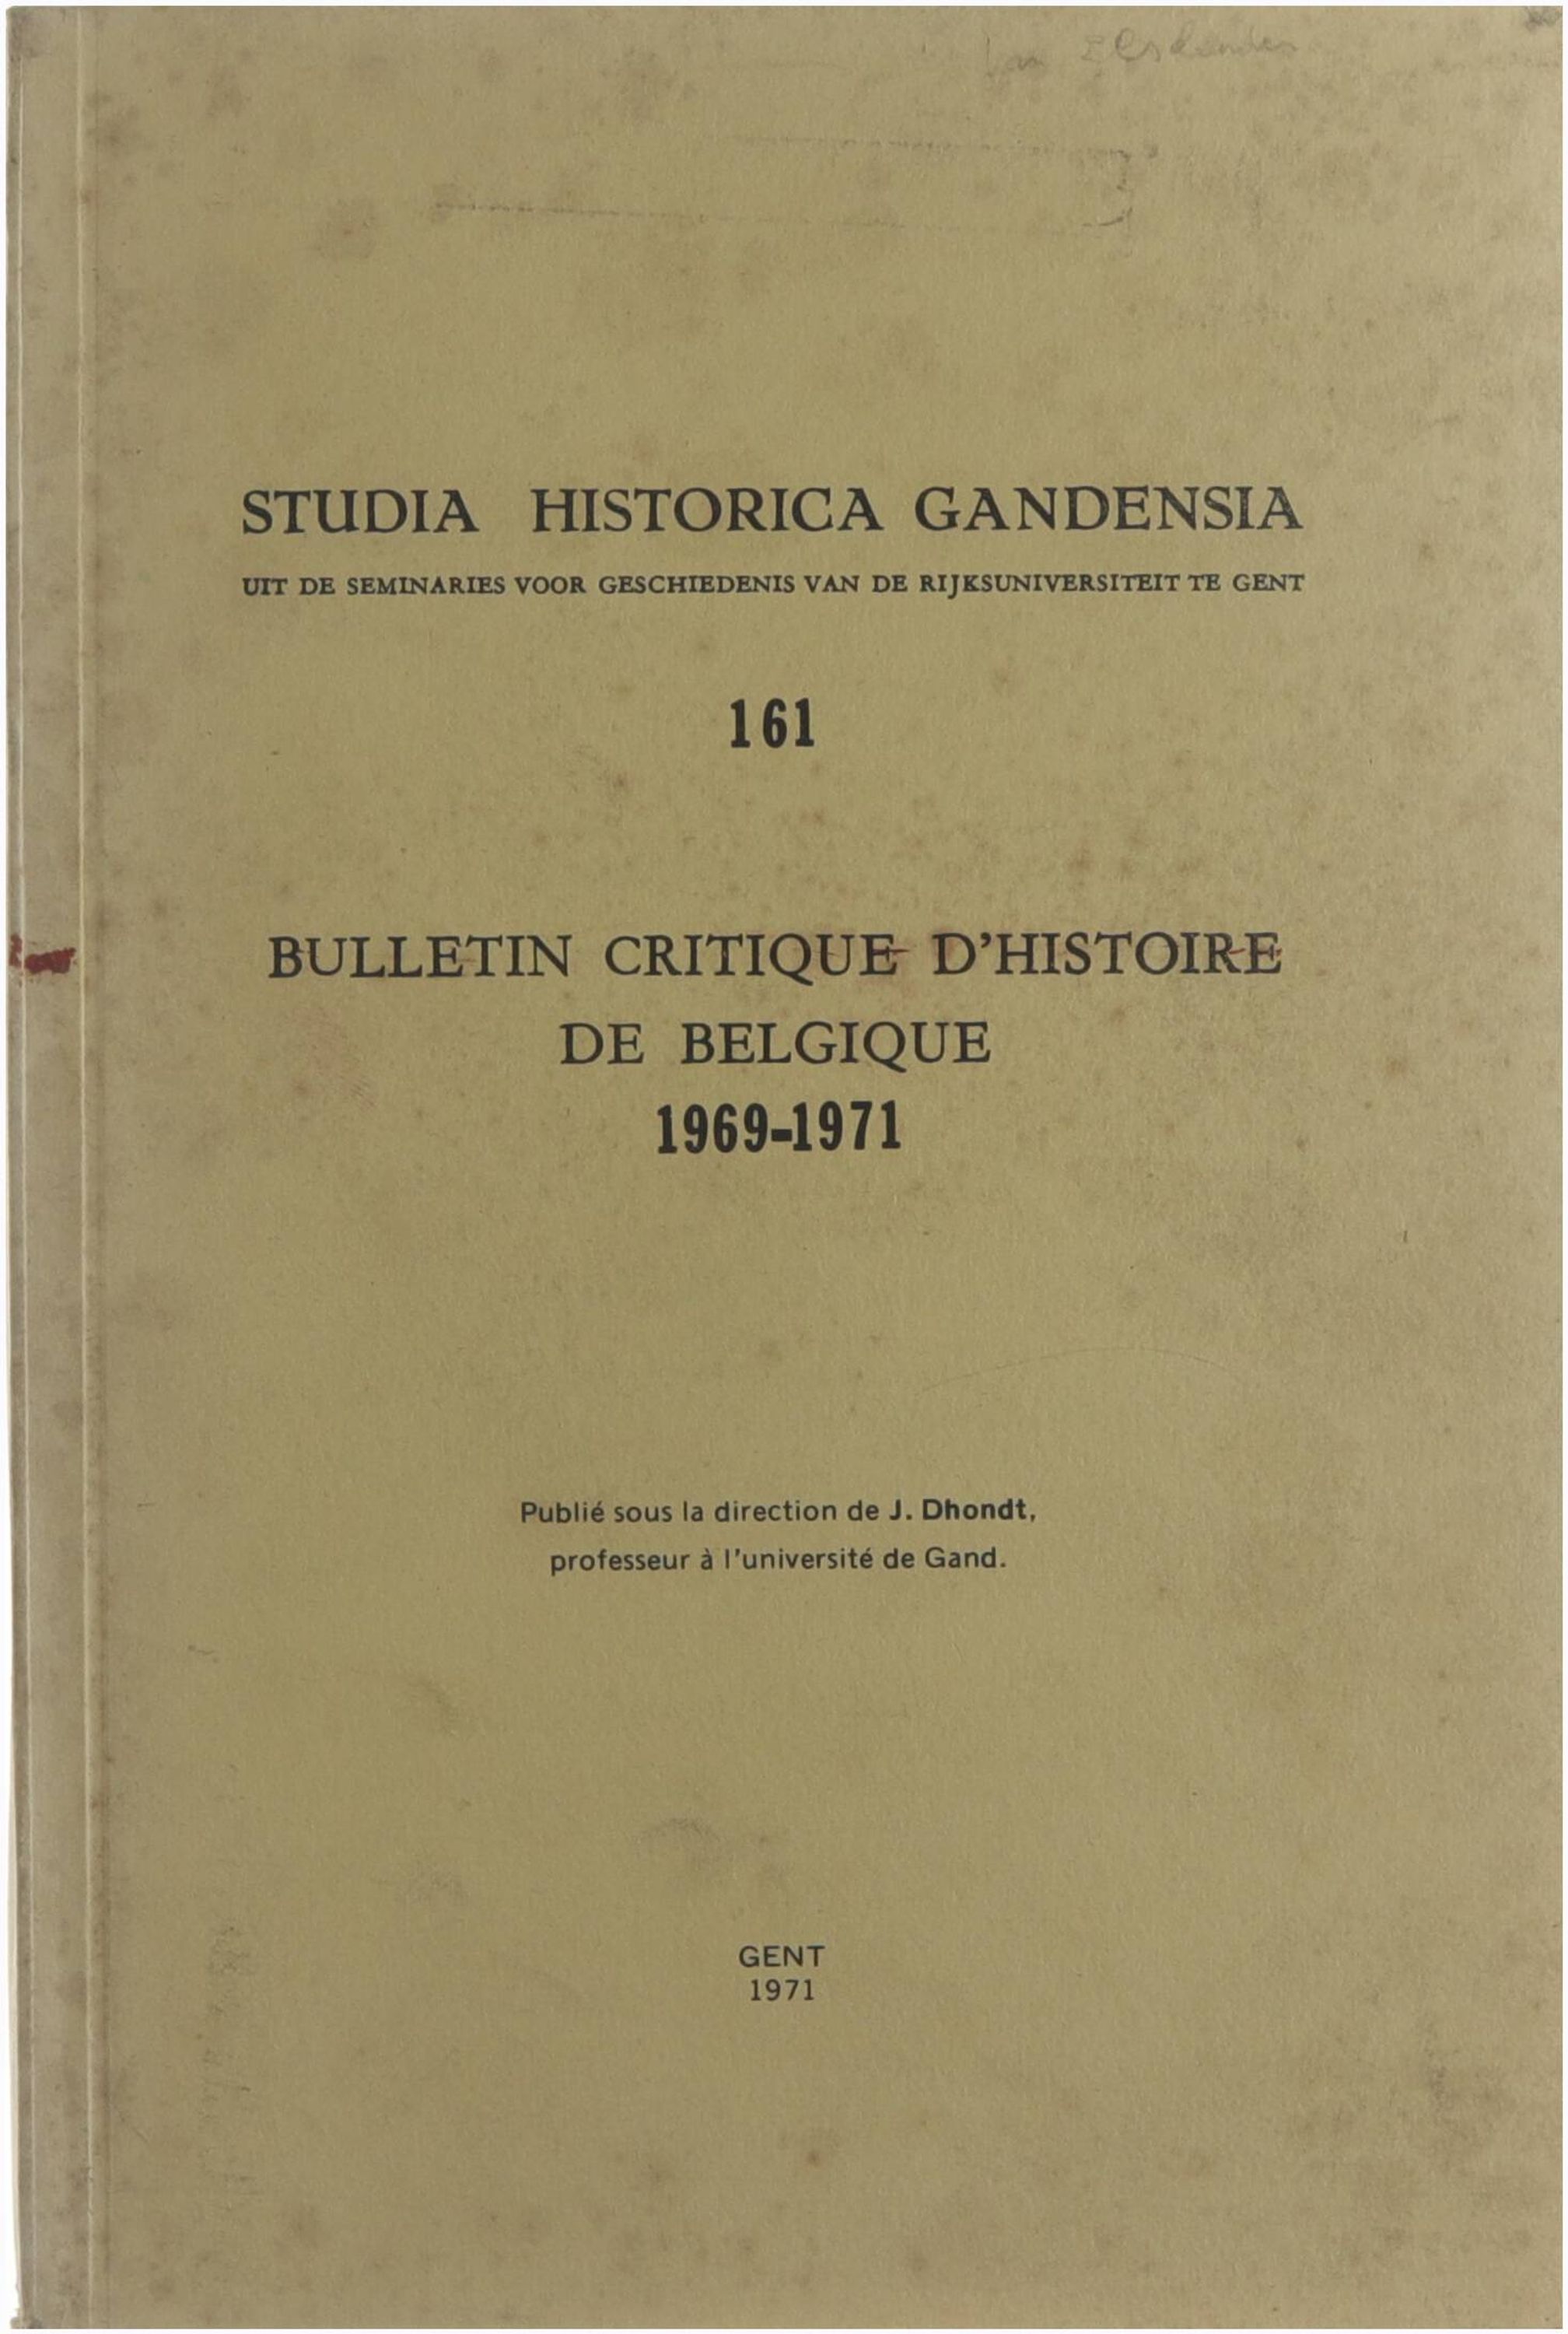 STUDIA HISTORICA GANDENSIA
UIT DE SEMINARIES VOOR GESCHIEDENIS VAN DE RIJKSUNIVERSITEIT TE GENT
161
BULLETIN CRITIQUE D'HISTOIRE
DE BELGIQUE
1969-1971
Publié sous la direction de J. Dhondt,
professeur à l'université de Gand.
GENT
1971